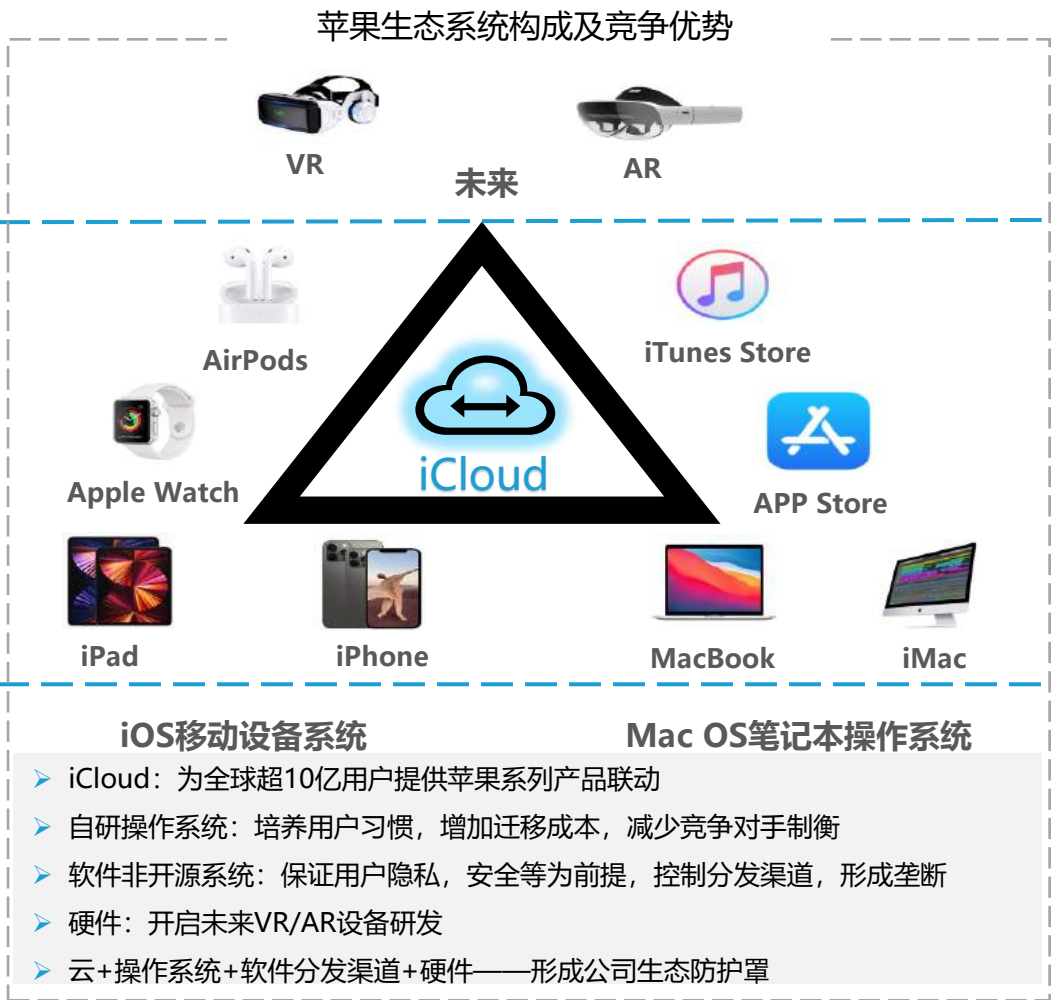 苹果生态系统构成及竞争优势
VR
AR
未来
AirPods
iTunes Store
iCloud
Apple Watch
APP Store
iPad
iPhone
MacBook
iMac
iOS移动设备系统
Mac OS笔记本操作系统
➢ iCloud：为全球超10亿用户提供苹果系列产品联动
➢ 自研操作系统：培养用户习惯，增加迁移成本，减少竞争对手制衡
➢ 软件非开源系统：保证用户隐私，安全等为前提，控制分发渠道，形成垄断
➢ 硬件：开启未来VR/AR设备研发
➢ 云+操作系统+软件分发渠道+硬件——形成公司生态防护罩